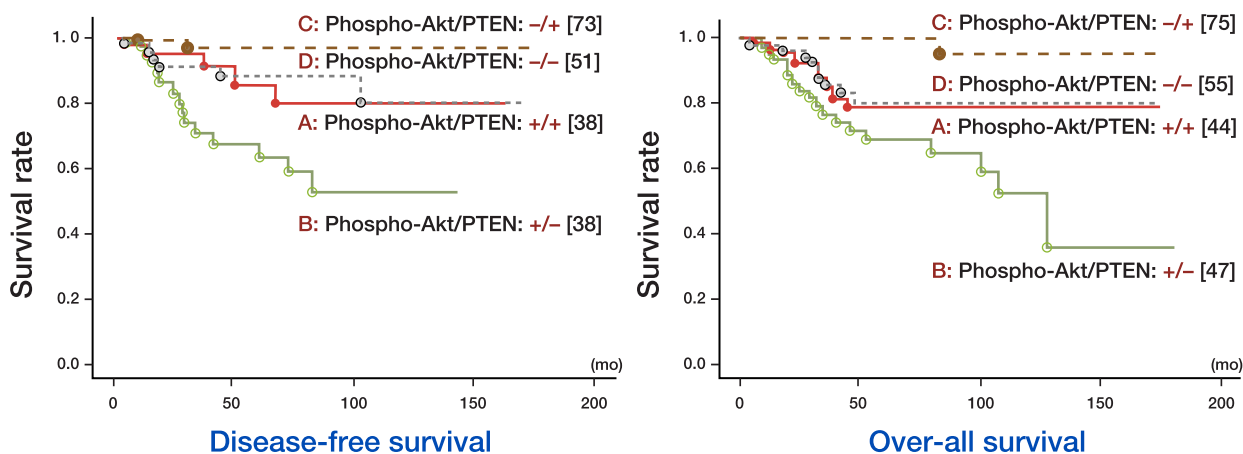 C: Phospho-Akt/PTEN: –/+ [73]
D: Phospho-Akt/PTEN: –/– [51]
A: Phospho-Akt/PTEN: +/+ [38]
B: Phospho-Akt/PTEN: +/– [38]
Survival rate
1.0
0.8
0.6
0.4
0.2
0.0
(mo)
0 50 100 150 200
Disease-free survival
C: Phospho-Akt/PTEN: –/+ [75]
D: Phospho-Akt/PTEN: –/– [55]
A: Phospho-Akt/PTEN: +/+ [44]
B: Phospho-Akt/PTEN: +/– [47]
Survival rate
1.0
0.8
0.6
0.4
0.2
0.0
(mo)
0 50 100 150 200
Over-all survival